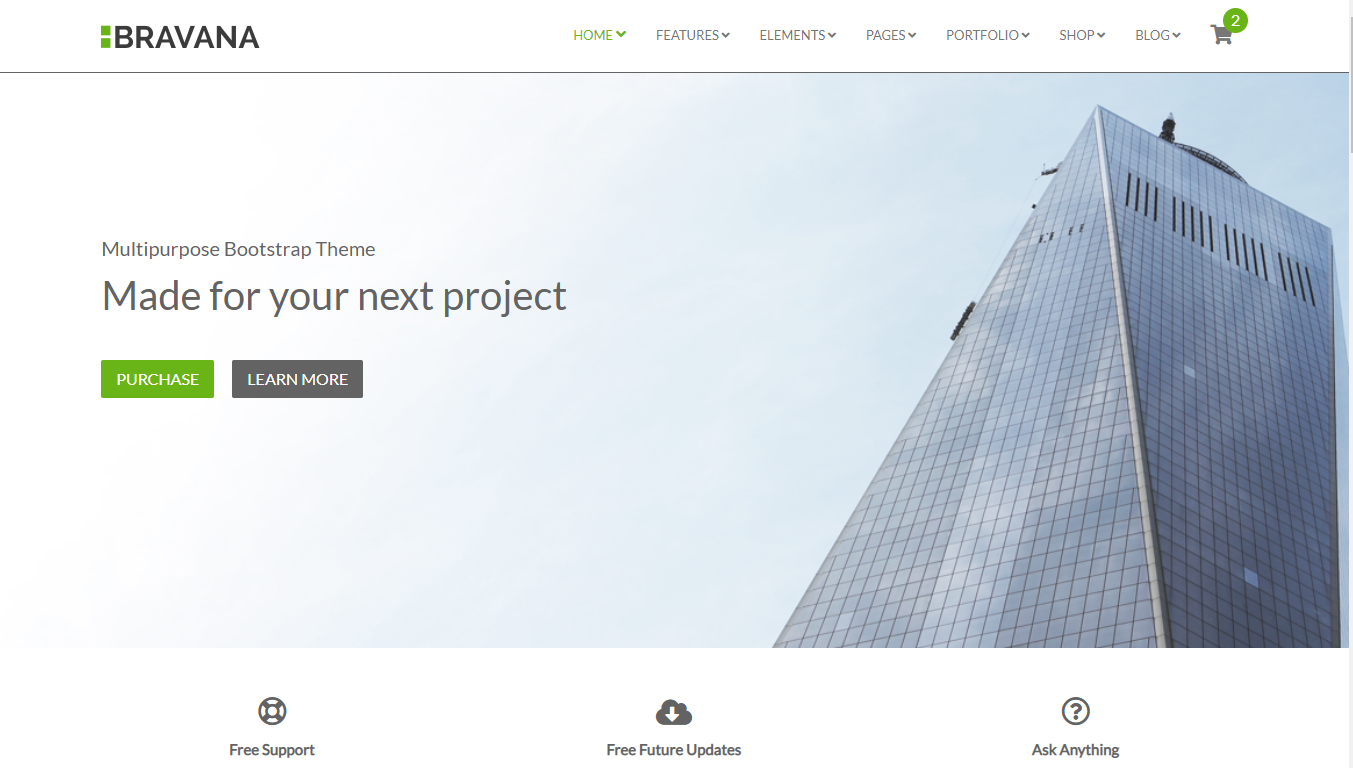 BRAVANA
HOME FEATURES ELEMENTS PAGES PORTFOLIO SHOP BLOG 2
Multipurpose Bootstrap Theme
Made for your next project
PURCHASE LEARN MORE
Free Support Free Future Updates Ask Anything